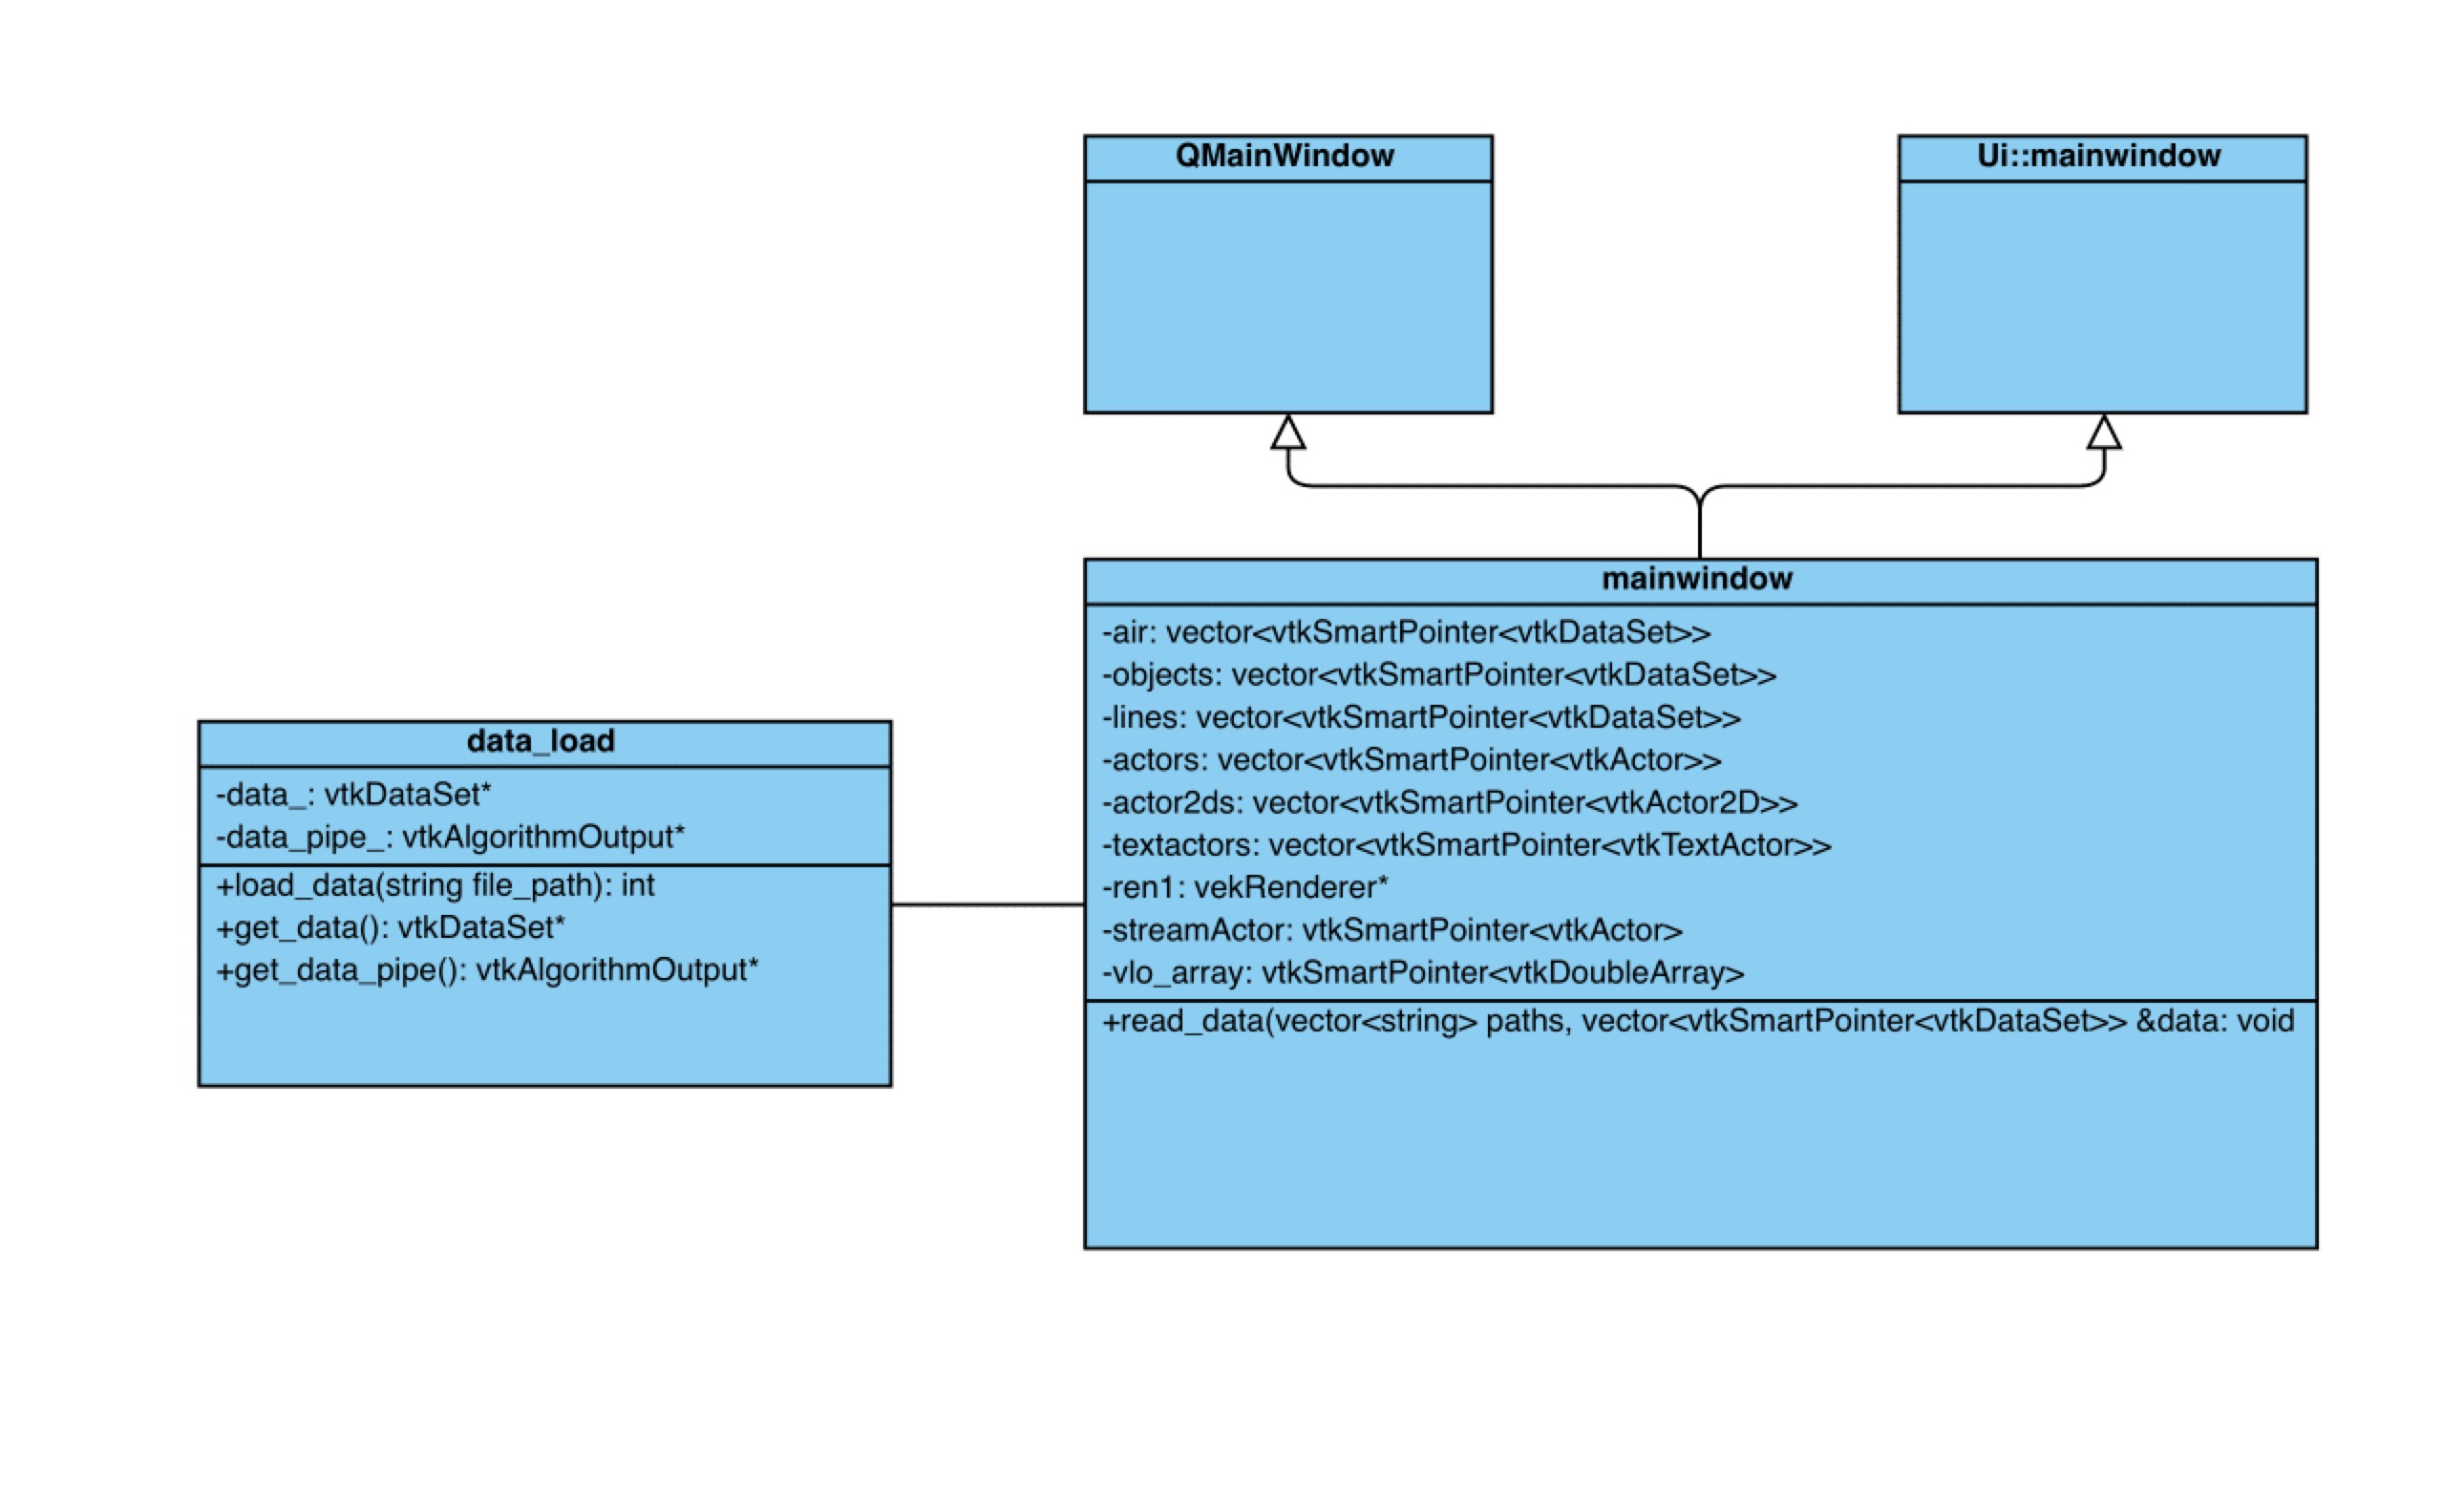 QMainWindow
Ui::mainwindow
mainwindow
-air: vector<vtkSmartPointer<vtkDataSet>>
-objects: vector<vtkSmartPointer<vtkDataSet>>
-lines: vector<vtkSmartPointer<vtkDataSet>>
-actors: vector<vtkSmartPointer<vtkActor>>
-actor2ds: vector<vtkSmartPointer<vtkActor2D>>
-textactors: vector<vtkSmartPointer<vtkTextActor>>
-ren1: vekRenderer*
-streamActor: vtkSmartPointer<vtkActor>
-vlo_array: vtkSmartPointer<vtkDoubleArray>
+read_data(vector<string> paths, vector<vtkSmartPointer<vtkDataSet>> &data: void
data_load
-data_: vtkDataSet*
-data_pipe_: vtkAlgorithmOutput*
+load_data(string file_path): int
+get_data(): vtkDataSet*
+get_data_pipe(): vtkAlgorithmOutput*